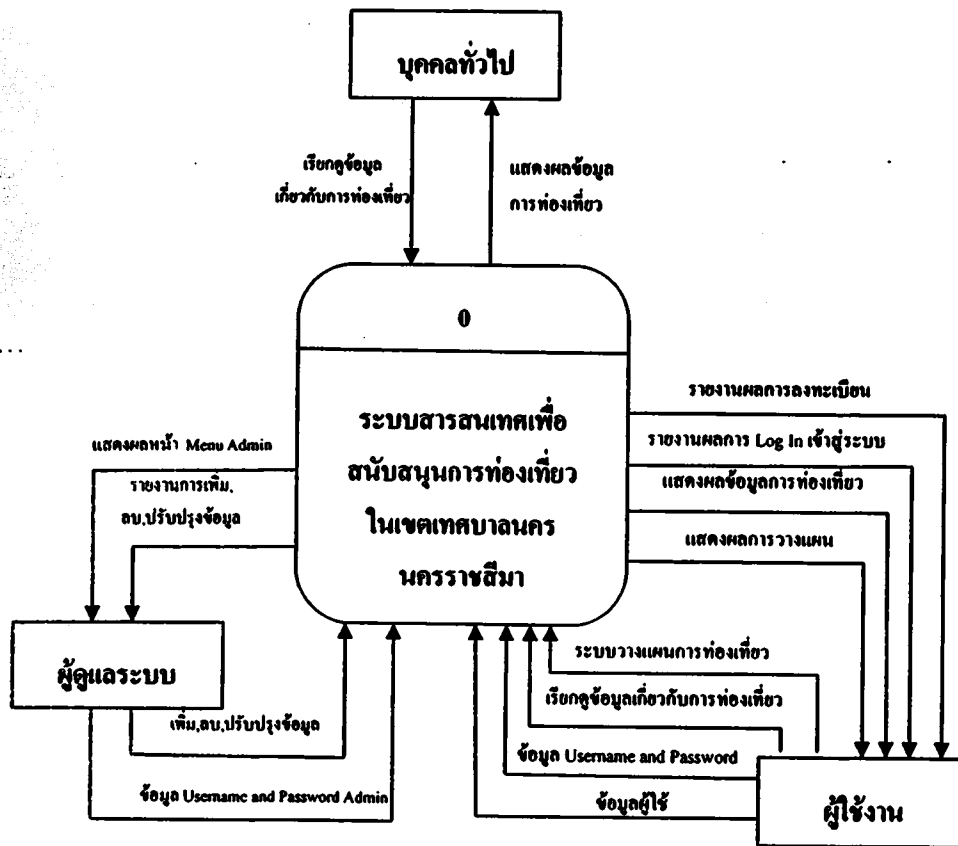 บุคคลทั่วไป
เรียกดูข้อมูล
เกี่ยวกับการท่องเที่ยว
แสดงผลข้อมูล
การท่องเที่ยว
0
ระบบสารสนเทศเพื่อ
สนับสนุนการท่องเที่ยว
ในเขตเทศบาลนคร
นครราชสีมา
แสดงผลหน้า Menu Admin
รายงานการเพิ่ม,
ลบ,ปรับปรุงข้อมูล
รายงานผลการลงทะเบียน
รายงานผลการ Log In เข้าสู่ระบบ
แสดงผลข้อมูลการท่องเที่ยว
แสดงผลการวางแผน
ผู้ดูแลระบบ
เพิ่ม,ลบ,ปรับปรุงข้อมูล
ข้อมูล Username and Password Admin
ระบบวางแผนการท่องเที่ยว
เรียกดูข้อมูลเกี่ยวกับการท่องเที่ยว
ข้อมูล Username and Password
ข้อมูลผู้ใช้
ผู้ใช้งาน